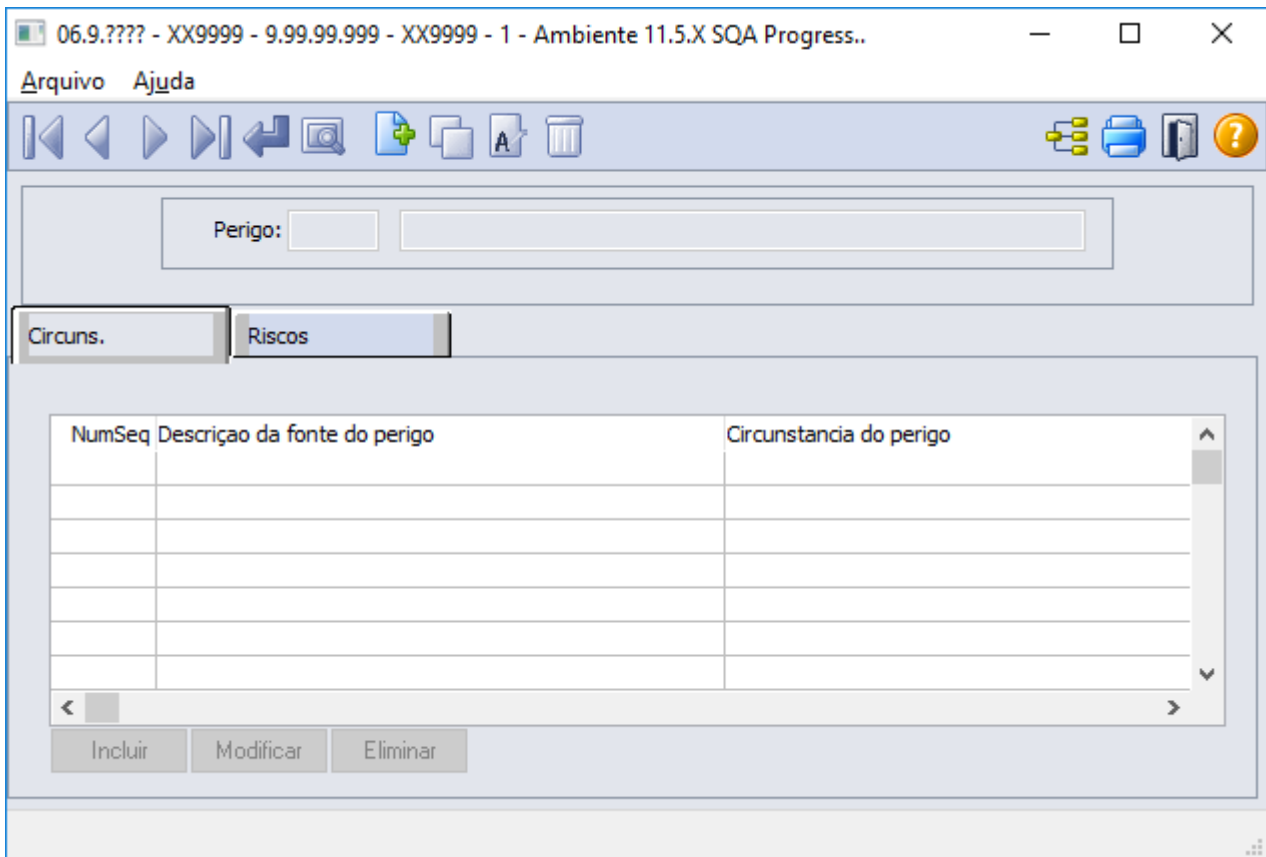 06.9.???? - XX9999 - 9.99.99.999 - XX9999 - 1 - Ambiente 11.5.X SQA Progress..
Arquivo Ajuda
A
?
Perigo:
Circuns. Riscos
NumSeq Descriçao da fonte do perigo Circunstancia do perigo
Incluir Modificar Eliminar